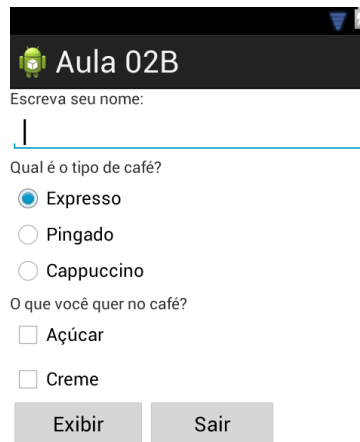 Aula 02B
Escreva seu nome:
Qual é o tipo de café?
Expresso
Pingado
Cappuccino
O que você quer no café?
Açúcar
Creme
Exibir Sair